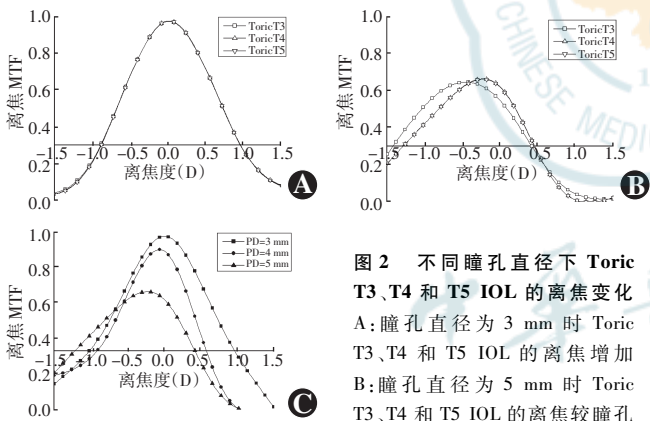 1.0
0.8
0.6
0.4
0.2
0.0
离焦 MTF
ToricT3
ToricT4
ToricT5
-1.5 -1.0 -0.5 0.0 0.5 1.0 1.5
离焦度(D)
A
1.0
0.8
0.6
0.4
0.2
0.0
离焦 MTF
ToricT3
ToricT4
ToricT5
-1.5 -1.0 -0.5 0.0 0.5 1.0 1.5
离焦度(D)
B
CHINESE MEDI
1.0
0.8
0.6
0.4
0.2
0.0
离焦 MTF
PD=3 mm
PD=4 mm
PD=5 mm
-1.5 -1.0 -0.5 0.0 0.5 1.0 1.5
离焦度(D)
C
图 2 不同瞳孔直径下 Toric
T3、T4 和 T5 IOL 的离焦变化
A:瞳孔直径为 3 mm 时 Toric
T3、T4 和 T5 IOL 的离焦增加
B:瞳孔直径为 5 mm 时 Toric
T3、T4 和 T5 IOL 的离焦较瞳孔